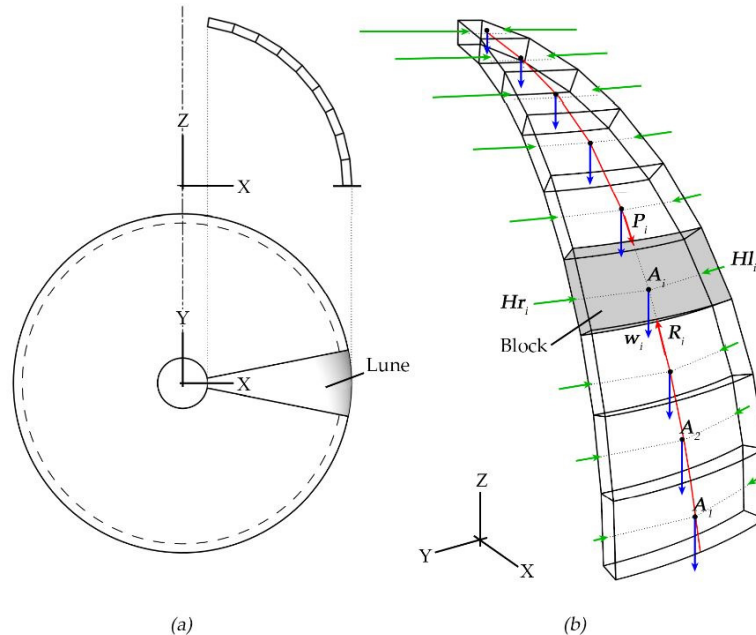 Z
X
Y
X
Lune
(a)
P_i
A_i
Hl_i
Hr_i
Block
w_i
R_i
A_2
A_1
Z
Y
X
(b)